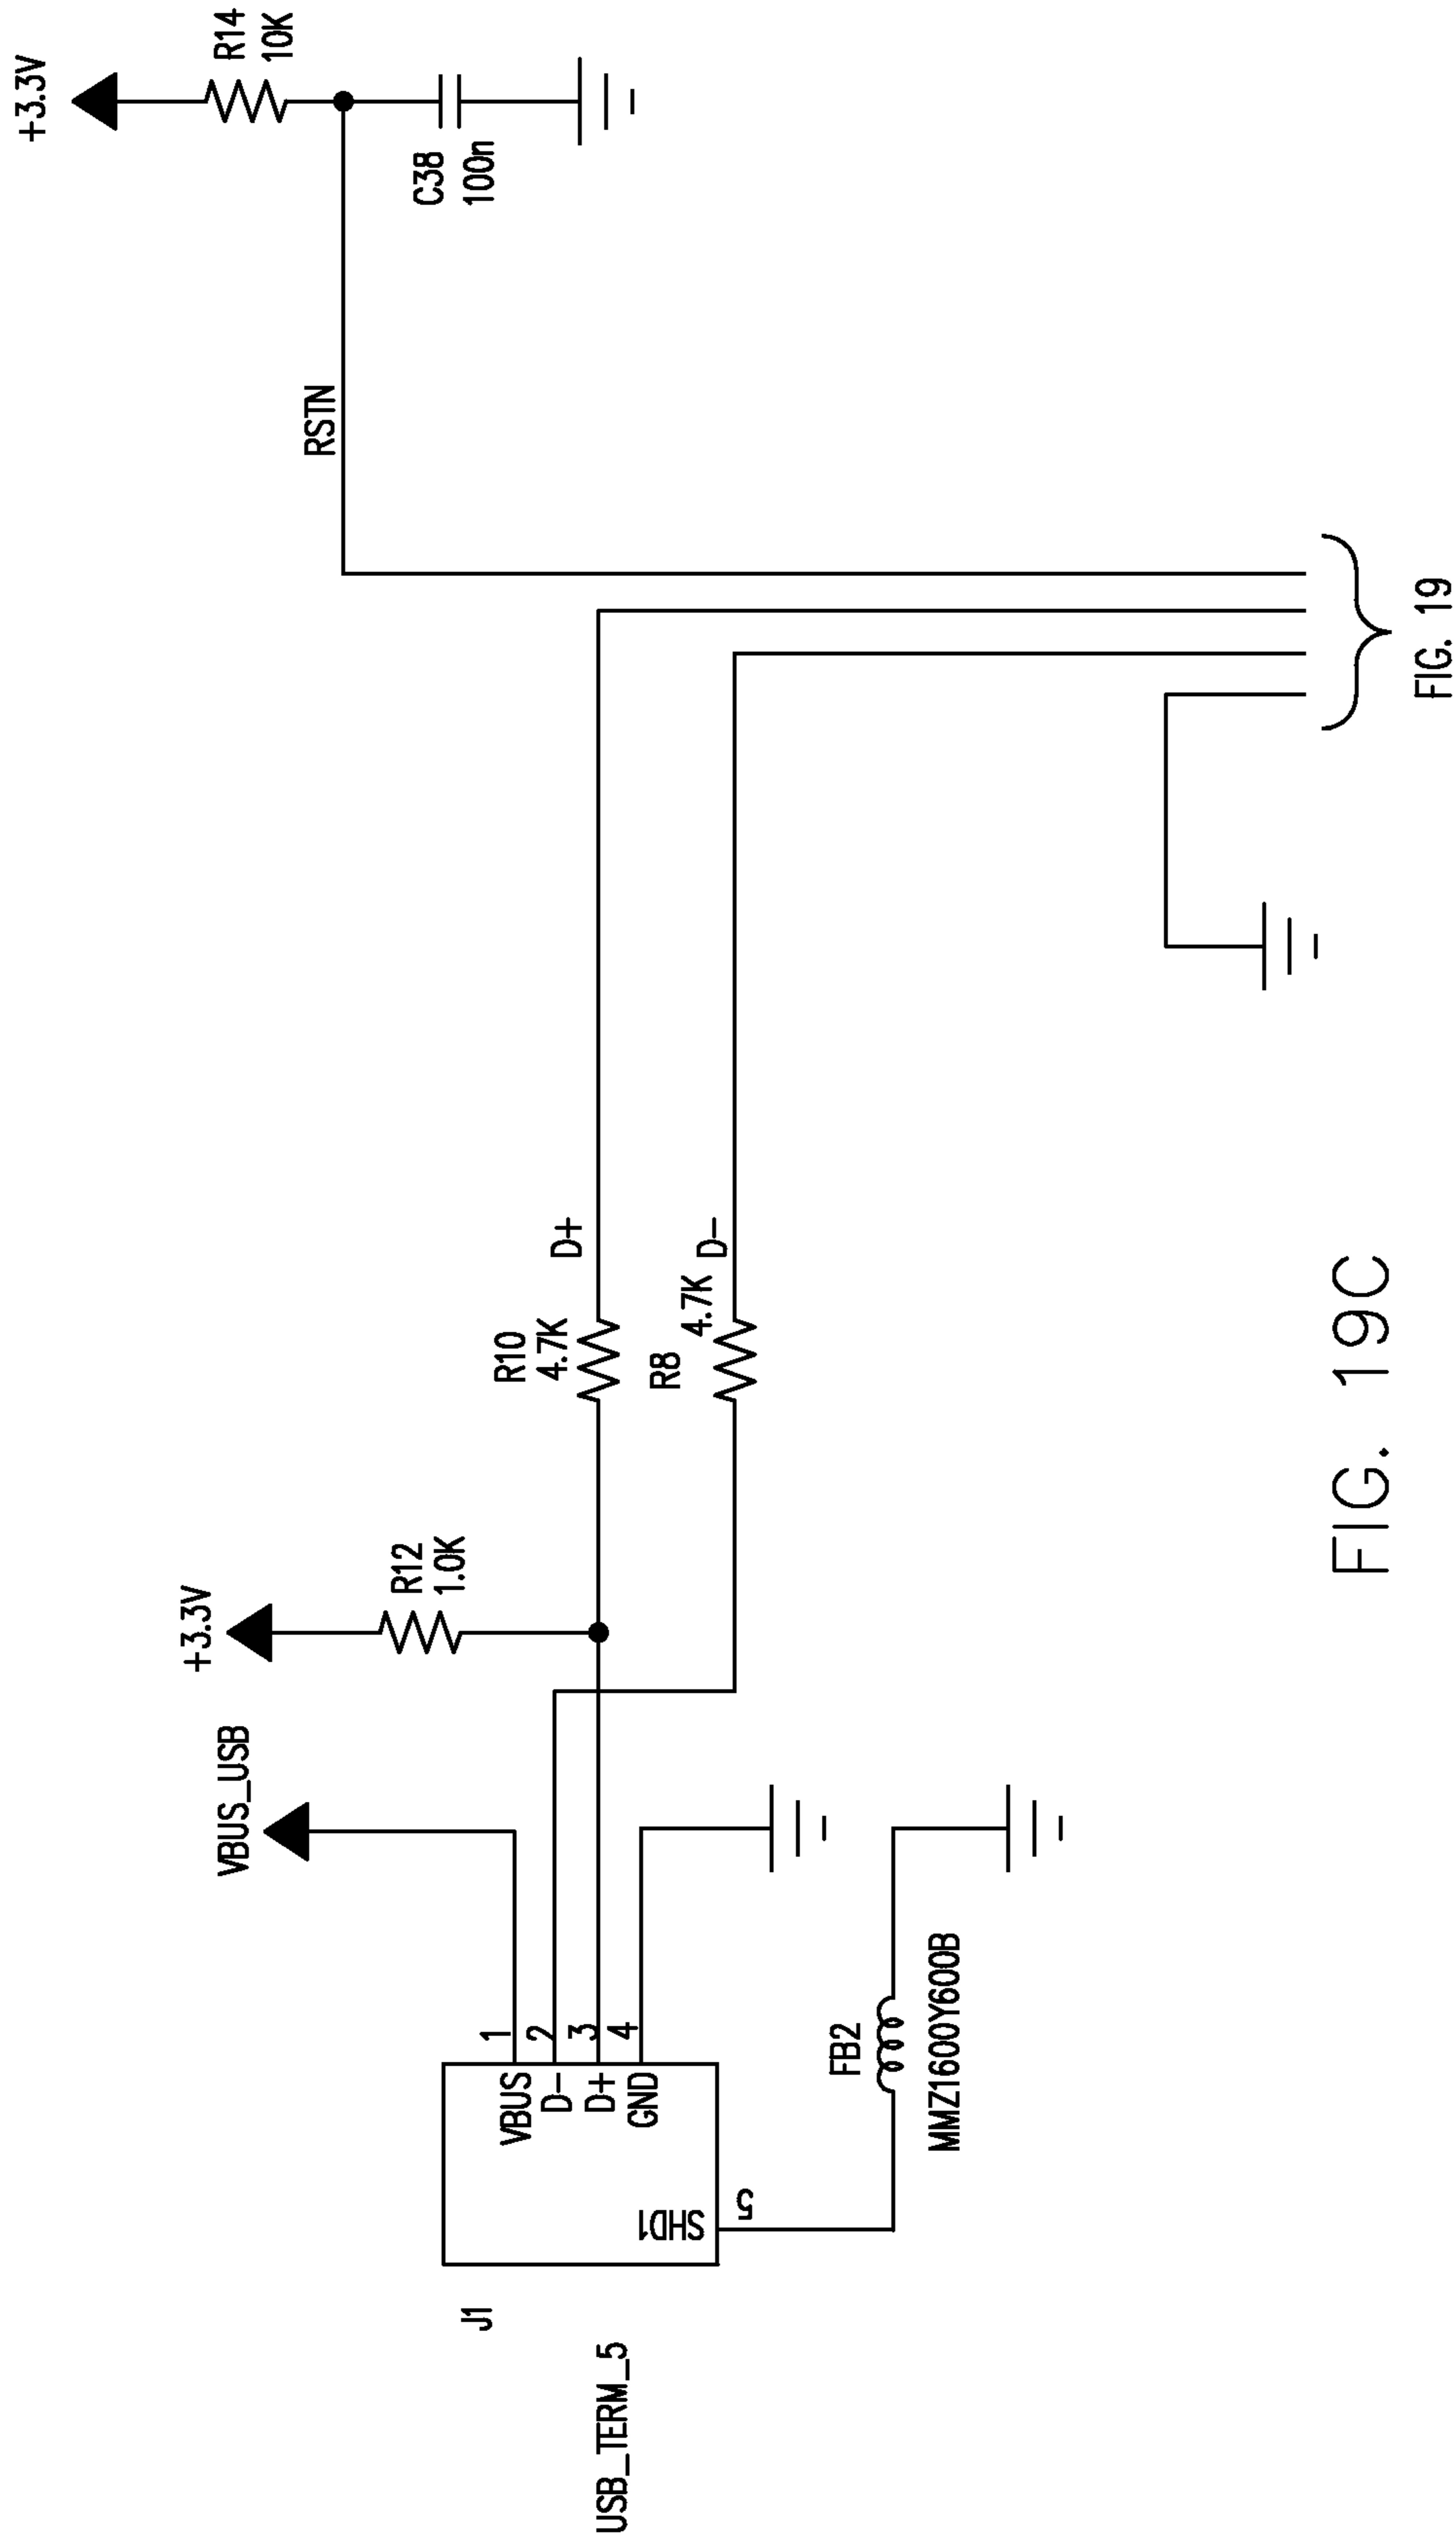 +3.3V
R14
10K
C38
100n
RSTN
+3.3V
R12
1.0K
R10
4.7K
D+
R8
4.7K
D-
VBUS_USB
J1
USB_TERM_5
VBUS
1
D-
2
D+
3
GND
4
SHD1
5
FB2
MMZ1600Y600B
FIG. 19
FIG. 19C